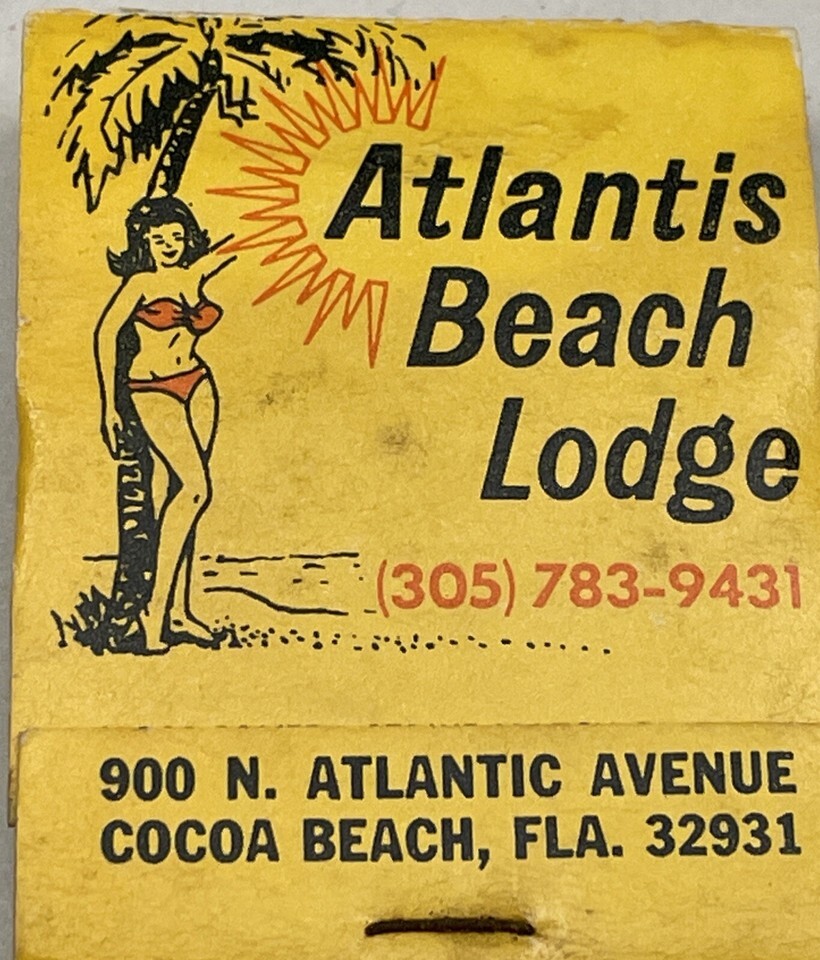 Atlantis
Beach
Lodge
(305) 783-9431
900 N. ATLANTIC AVENUE
COCOA BEACH, FLA. 32931